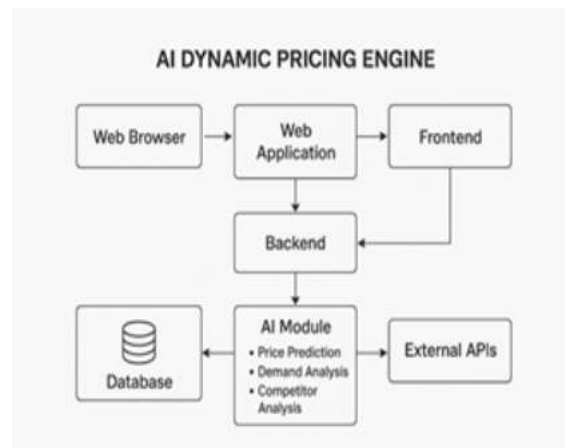 AI DYNAMIC PRICING ENGINE
Web Browser
Web
Application
Frontend
Backend
Database
AI Module
• Price Prediction
• Demand Analysis
• Competitor
Analysis
External APIs